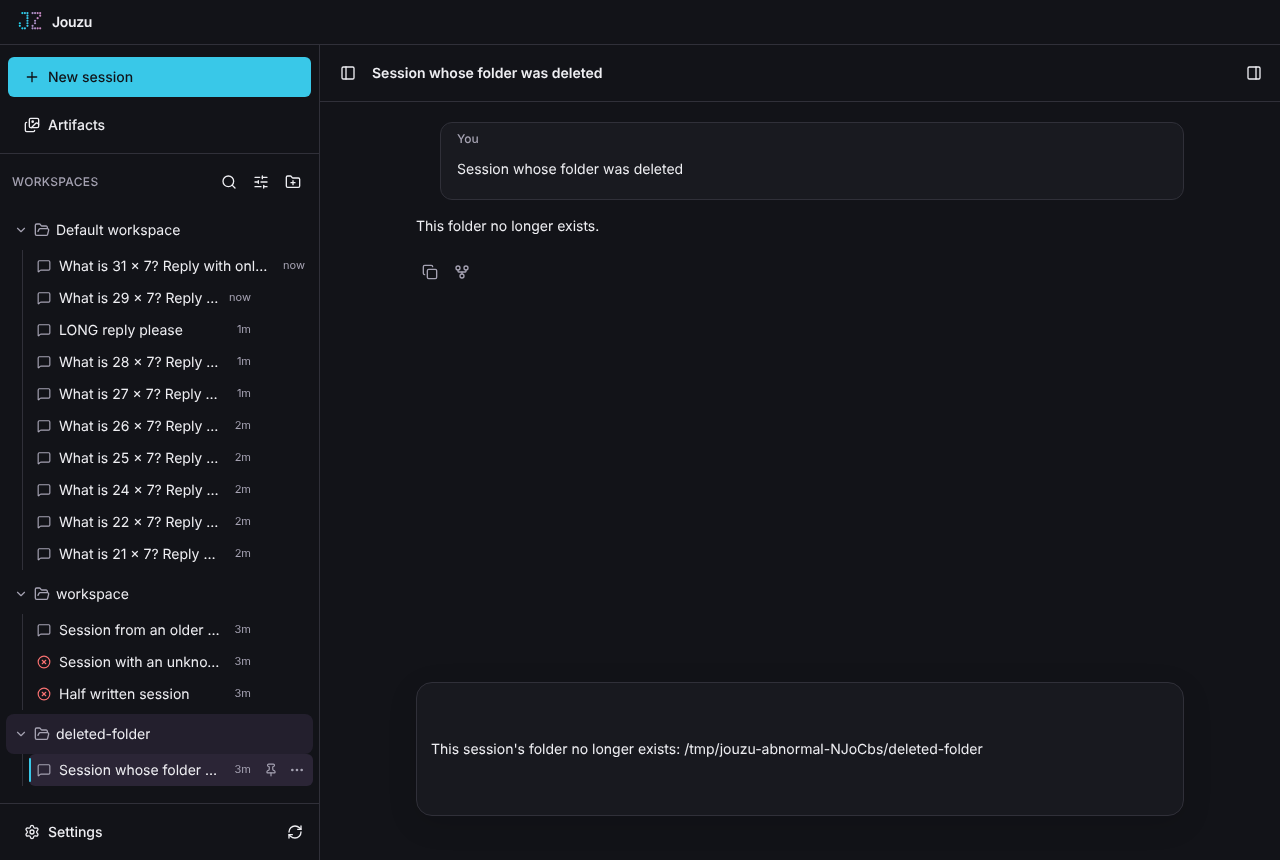 JZ Jouzu
New session
Artifacts
WORKSPACES
Default workspace
What is 31 × 7? Reply with onl... now
What is 29 × 7? Reply ... now
LONG reply please 1m
What is 28 × 7? Reply ... 1m
What is 27 × 7? Reply ... 1m
What is 26 × 7? Reply ... 2m
What is 25 × 7? Reply ... 2m
What is 24 × 7? Reply ... 2m
What is 22 × 7? Reply ... 2m
What is 21 × 7? Reply ... 2m
workspace
Session from an older ... 3m
Session with an unkno... 3m
Half written session 3m
deleted-folder
Session whose folder ... 3m
Settings
Session whose folder was deleted
You
Session whose folder was deleted
This folder no longer exists.
This session's folder no longer exists: /tmp/jouzu-abnormal-NJoCbs/deleted-folder